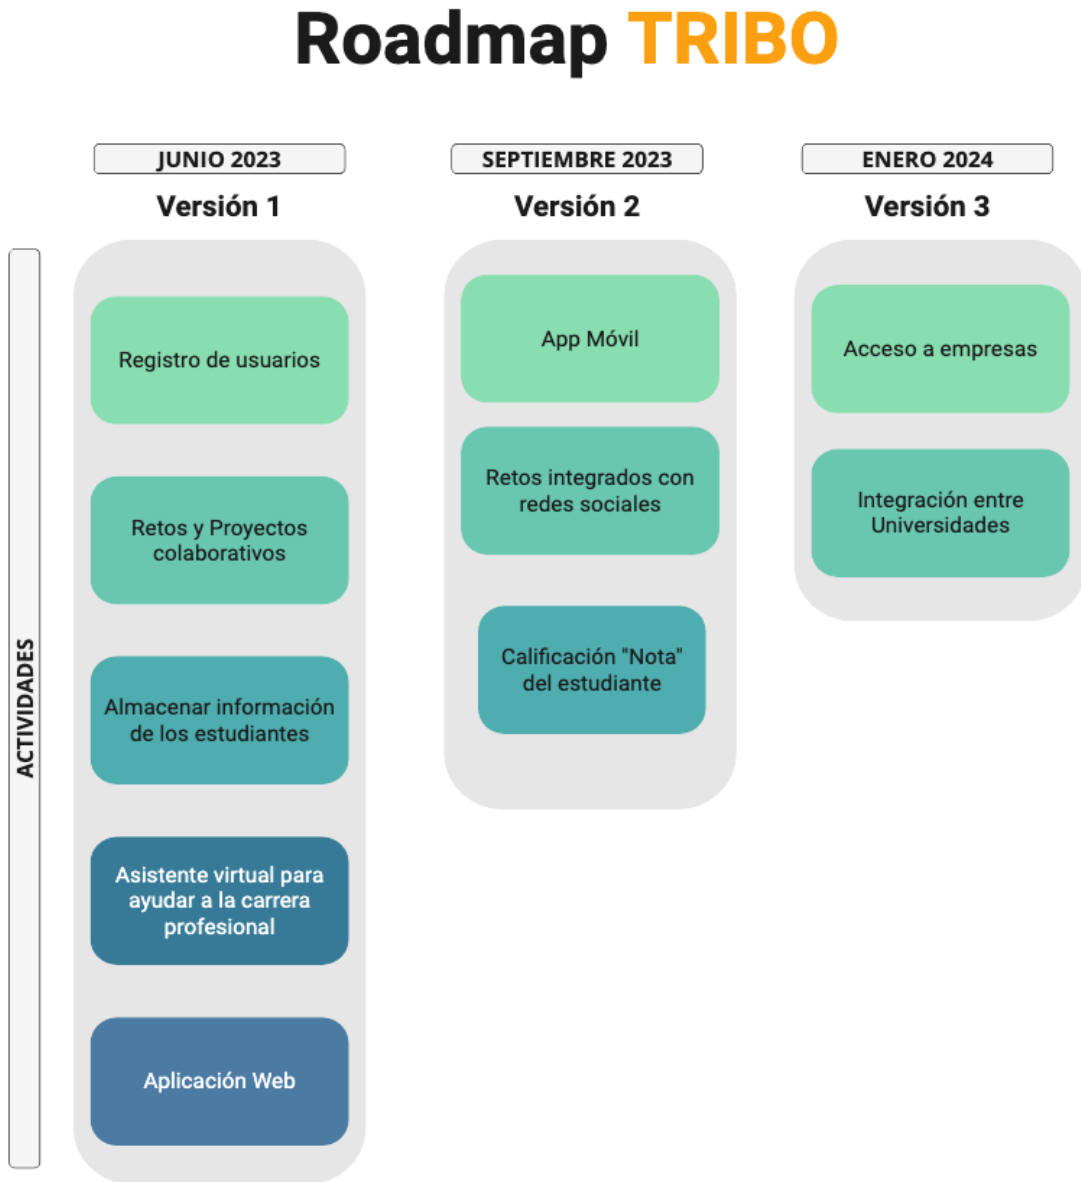 Roadmap TRIBO
JUNIO 2023
Versión 1
SEPTIEMBRE 2023
Versión 2
ENERO 2024
Versión 3
ACTIVIDADES
Registro de usuarios
Retos y Proyectos
colaborativos
Almacenar información
de los estudiantes
Asistente virtual para
ayudar a la carrera
profesional
Aplicación Web
App Móvil
Retos integrados con
redes sociales
Calificación "Nota"
del estudiante
Acceso a empresas
Integración entre
Universidades